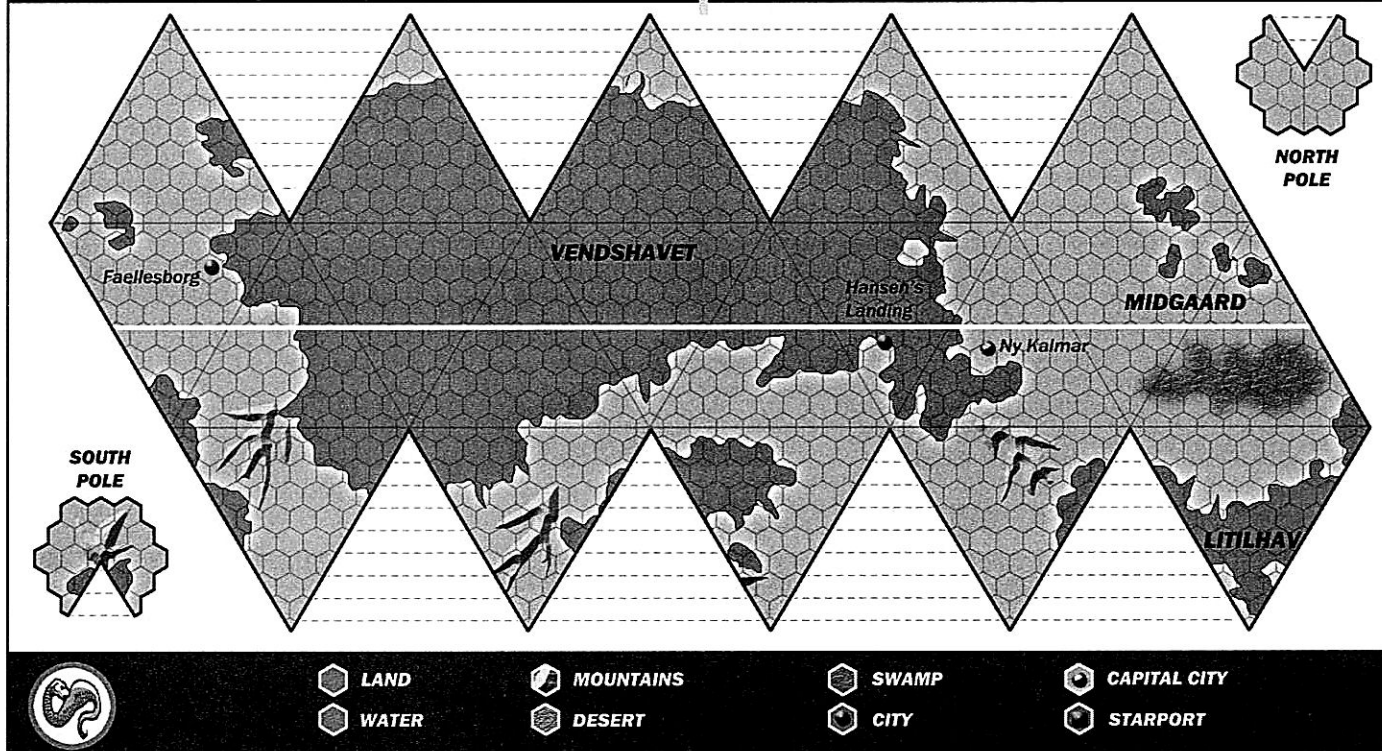 NORTH
POLE
VENDSHAVET
Faellesborg
Hansen's
Landing
MIDGAARD
Ny Kalmar
SOUTH
POLE
LITILHAV
LAND
MOUNTAINS
SWAMP
CAPITAL CITY
WATER
DESERT
CITY
STARPORT